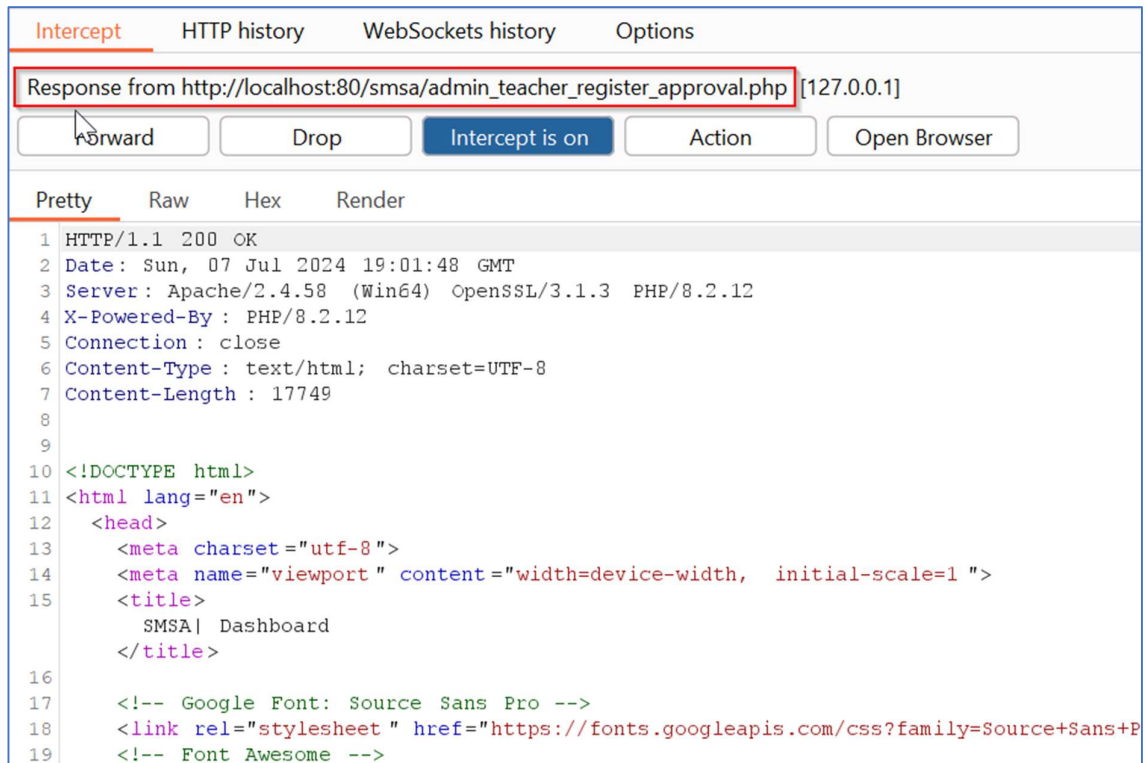 Intercept HTTP history WebSockets history Options
Response from http://localhost:80/smsa/admin_teacher_register_approval.php [127.0.0.1]
Forward Drop Intercept is on Action Open Browser
Pretty Raw Hex Render
1 HTTP/1.1 200 OK
2 Date: Sun, 07 Jul 2024 19:01:48 GMT
3 Server: Apache/2.4.58 (Win64) OpenSSL/3.1.3 PHP/8.2.12
4 X-Powered-By: PHP/8.2.12
5 Connection: close
6 Content-Type: text/html; charset=UTF-8
7 Content-Length: 17749
8
9
10 <!DOCTYPE html>
11 <html lang="en">
12 <head>
13 <meta charset="utf-8">
14 <meta name="viewport" content="width=device-width, initial-scale=1">
15 <title>
SMSA| Dashboard
</title>
16
17 <!-- Google Font: Source Sans Pro -->
18 <link rel="stylesheet" href="https://fonts.googleapis.com/css?family=Source+Sans+P
19 <!-- Font Awesome -->